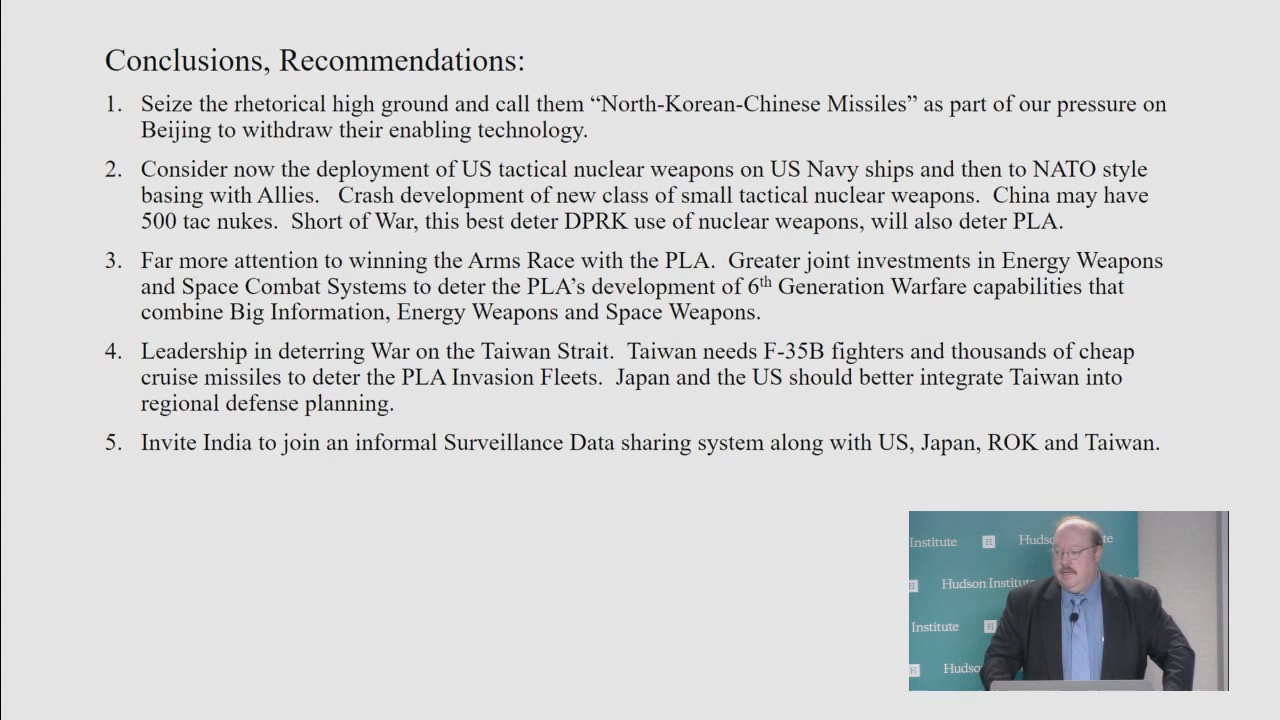 Conclusions, Recommendations:
1. Seize the rhetorical high ground and call them “North-Korean-Chinese Missiles” as part of our pressure on
Beijing to withdraw their enabling technology.
2. Consider now the deployment of US tactical nuclear weapons on US Navy ships and then to NATO style
basing with Allies. Crash development of new class of small tactical nuclear weapons. China may have
500 tac nukes. Short of War, this best deter DPRK use of nuclear weapons, will also deter PLA.
3. Far more attention to winning the Arms Race with the PLA. Greater joint investments in Energy Weapons
and Space Combat Systems to deter the PLA’s development of 6th Generation Warfare capabilities that
combine Big Information, Energy Weapons and Space Weapons.
4. Leadership in deterring War on the Taiwan Strait. Taiwan needs F-35B fighters and thousands of cheap
cruise missiles to deter the PLA Invasion Fleets. Japan and the US should better integrate Taiwan into
regional defense planning.
5. Invite India to join an informal Surveillance Data sharing system along with US, Japan, ROK and Taiwan.
Institute H Hudso te
H Hudson Institute
Institute H
H Hudso